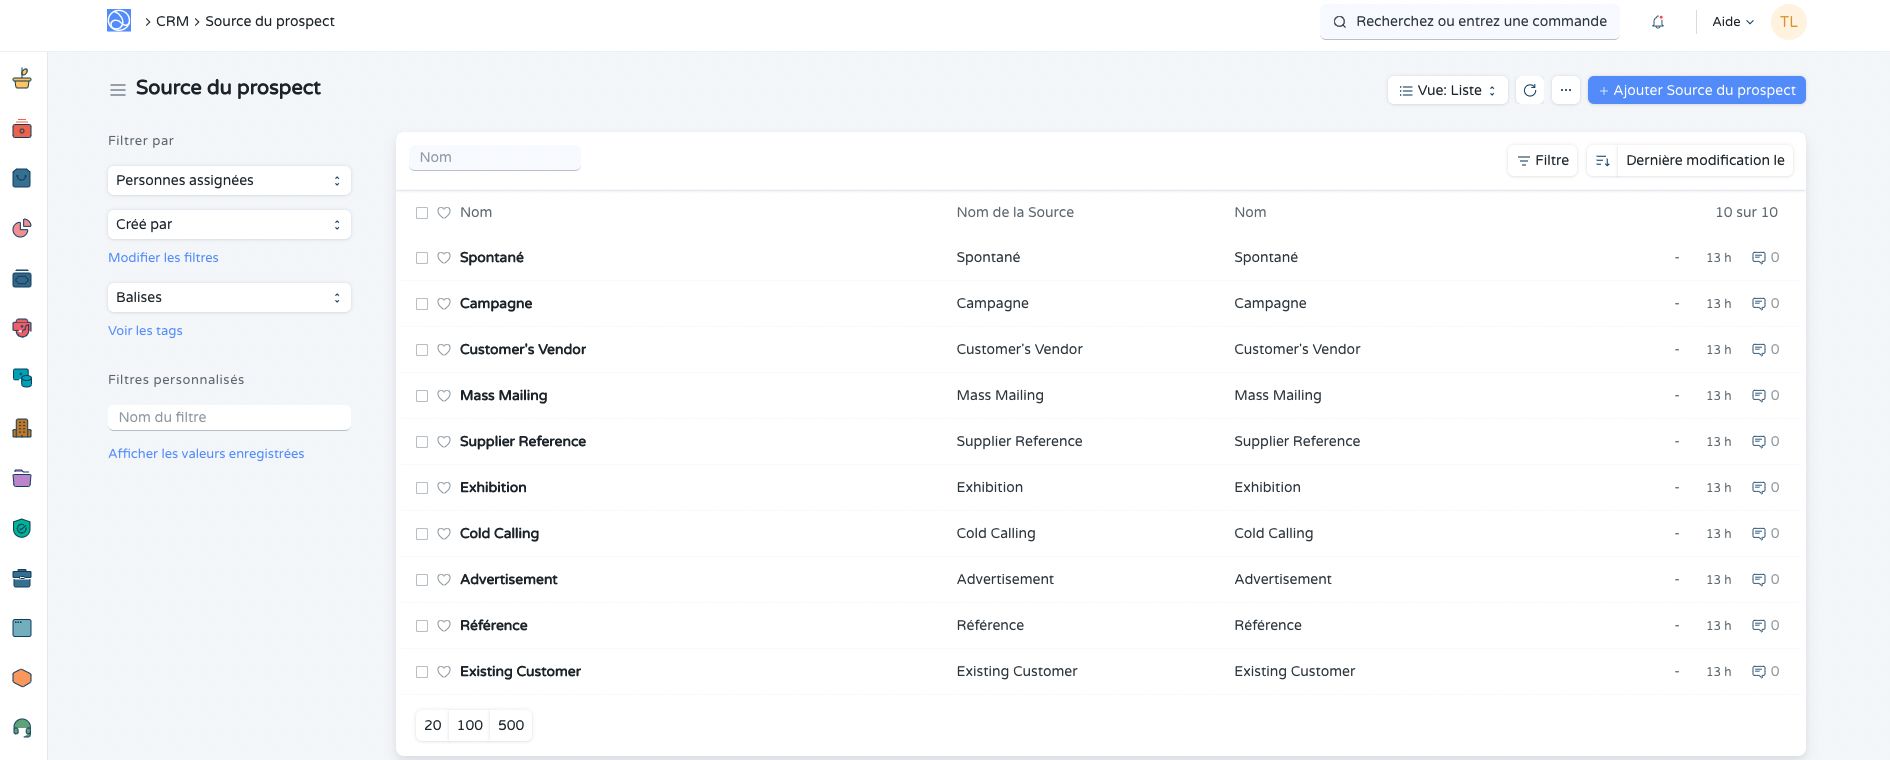 CRM > Source du prospect
Recherchez ou entrez une commande
Aide
TL
Source du prospect
Vue: Liste
...
+ Ajouter Source du prospect
Filtrer par
Personnes assignées
Créé par
Modifier les filtres
Balises
Voir les tags
Filtres personnalisés
Nom du filtre
Afficher les valeurs enregistrées
Nom
Filtre
Dernière modification le
Nom Nom de la Source Nom 10 sur 10
Spontané Spontané Spontané - 13 h 0
Campagne Campagne Campagne - 13 h 0
Customer's Vendor Customer's Vendor Customer's Vendor - 13 h 0
Mass Mailing Mass Mailing Mass Mailing - 13 h 0
Supplier Reference Supplier Reference Supplier Reference - 13 h 0
Exhibition Exhibition Exhibition - 13 h 0
Cold Calling Cold Calling Cold Calling - 13 h 0
Advertisement Advertisement Advertisement - 13 h 0
Référence Référence Référence - 13 h 0
Existing Customer Existing Customer Existing Customer - 13 h 0
20 100 500